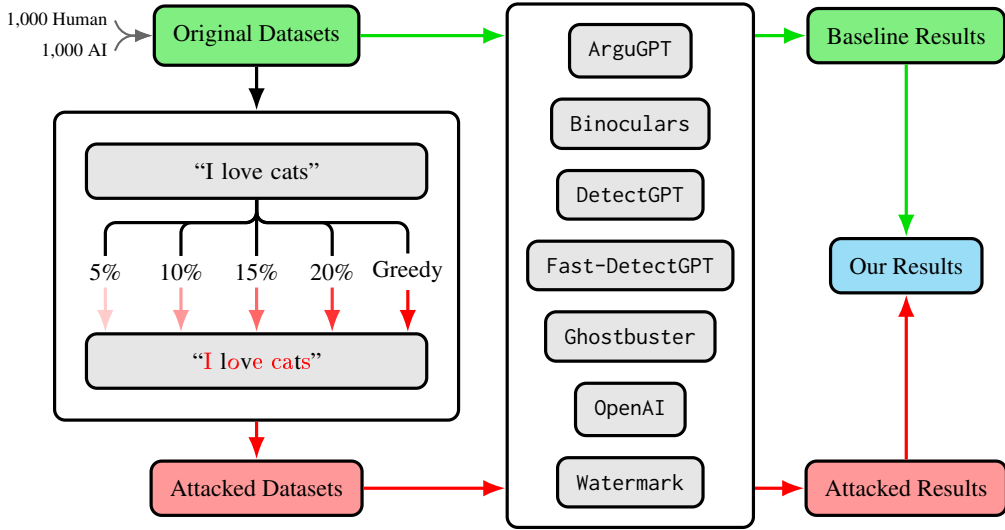 1,000 Human
1,000 AI
Original Datasets
“I love cats”
5%
10%
15%
20%
Greedy
“I love cats”
Attacked Datasets
ArguGPT
Binoculars
DetectGPT
Fast-DetectGPT
Ghostbuster
OpenAI
Watermark
Baseline Results
Our Results
Attacked Results